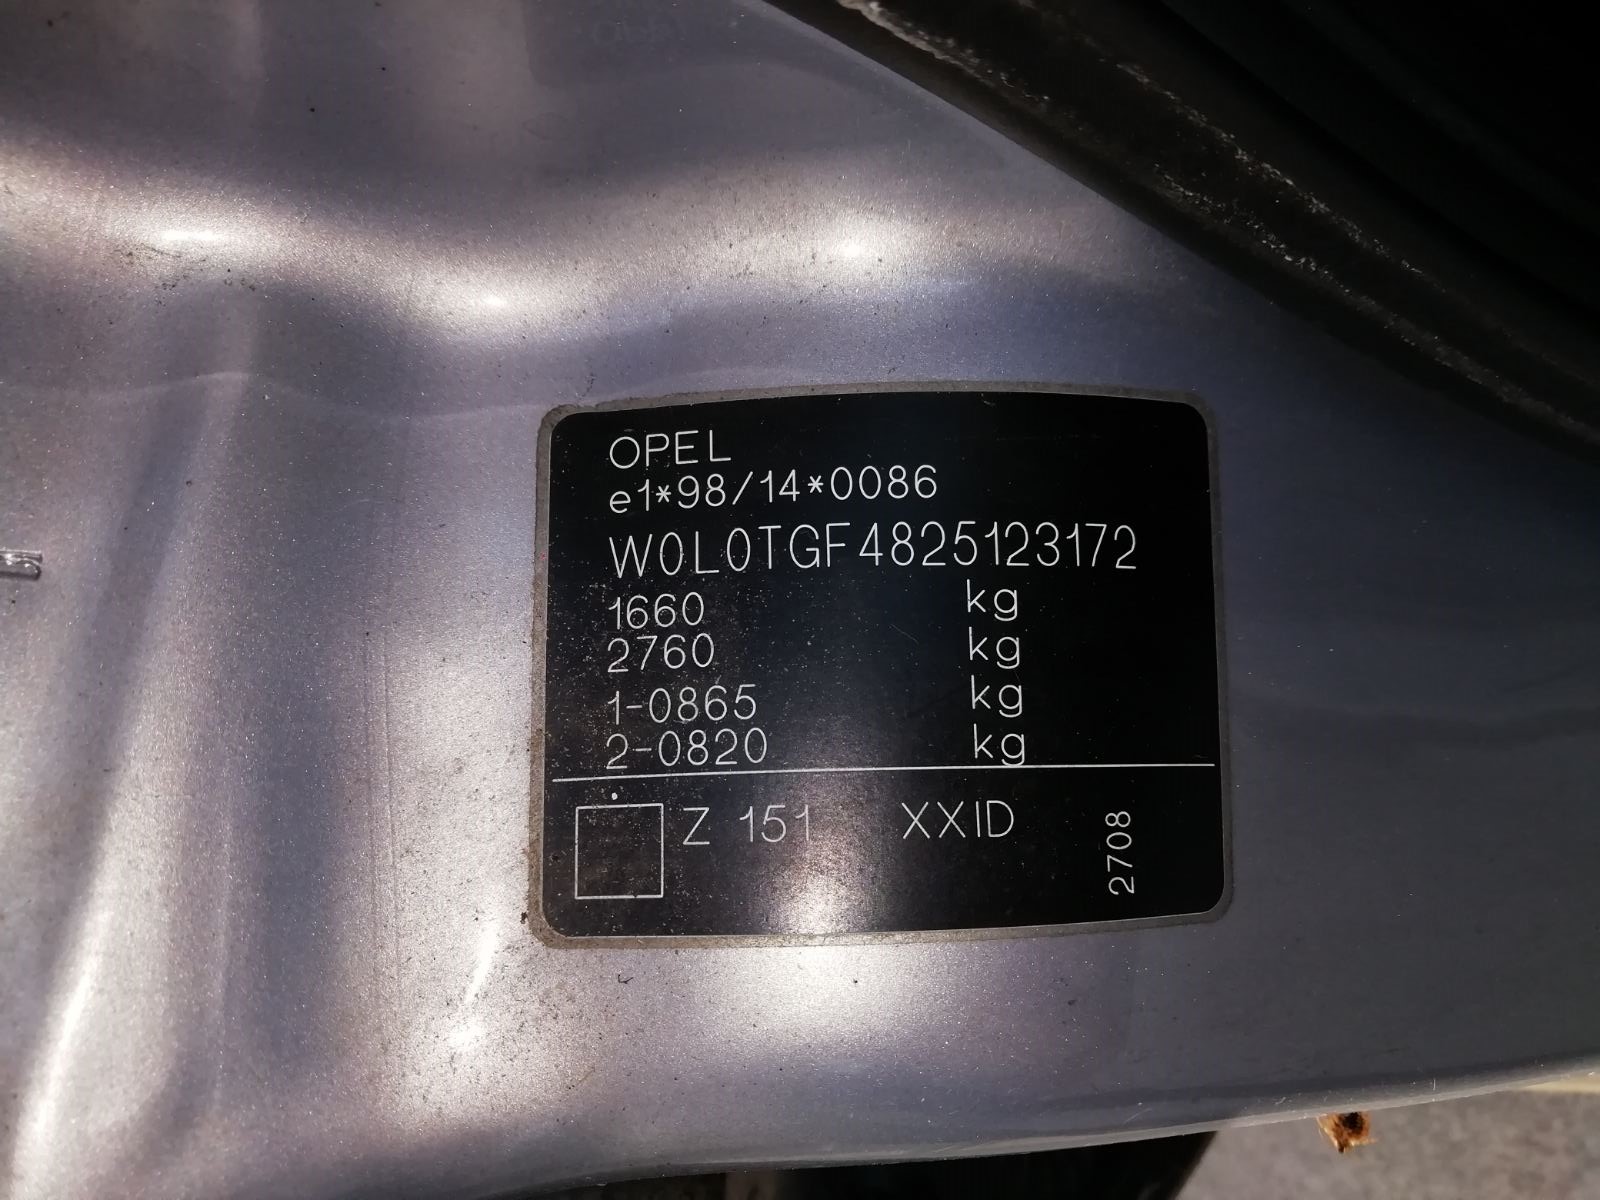 OPEL
e1*98/14*0086
W0L0TGF4825123172
1660 kg
2760 kg
1-0865 kg
2-0820 kg
Z 151 XXID
2708